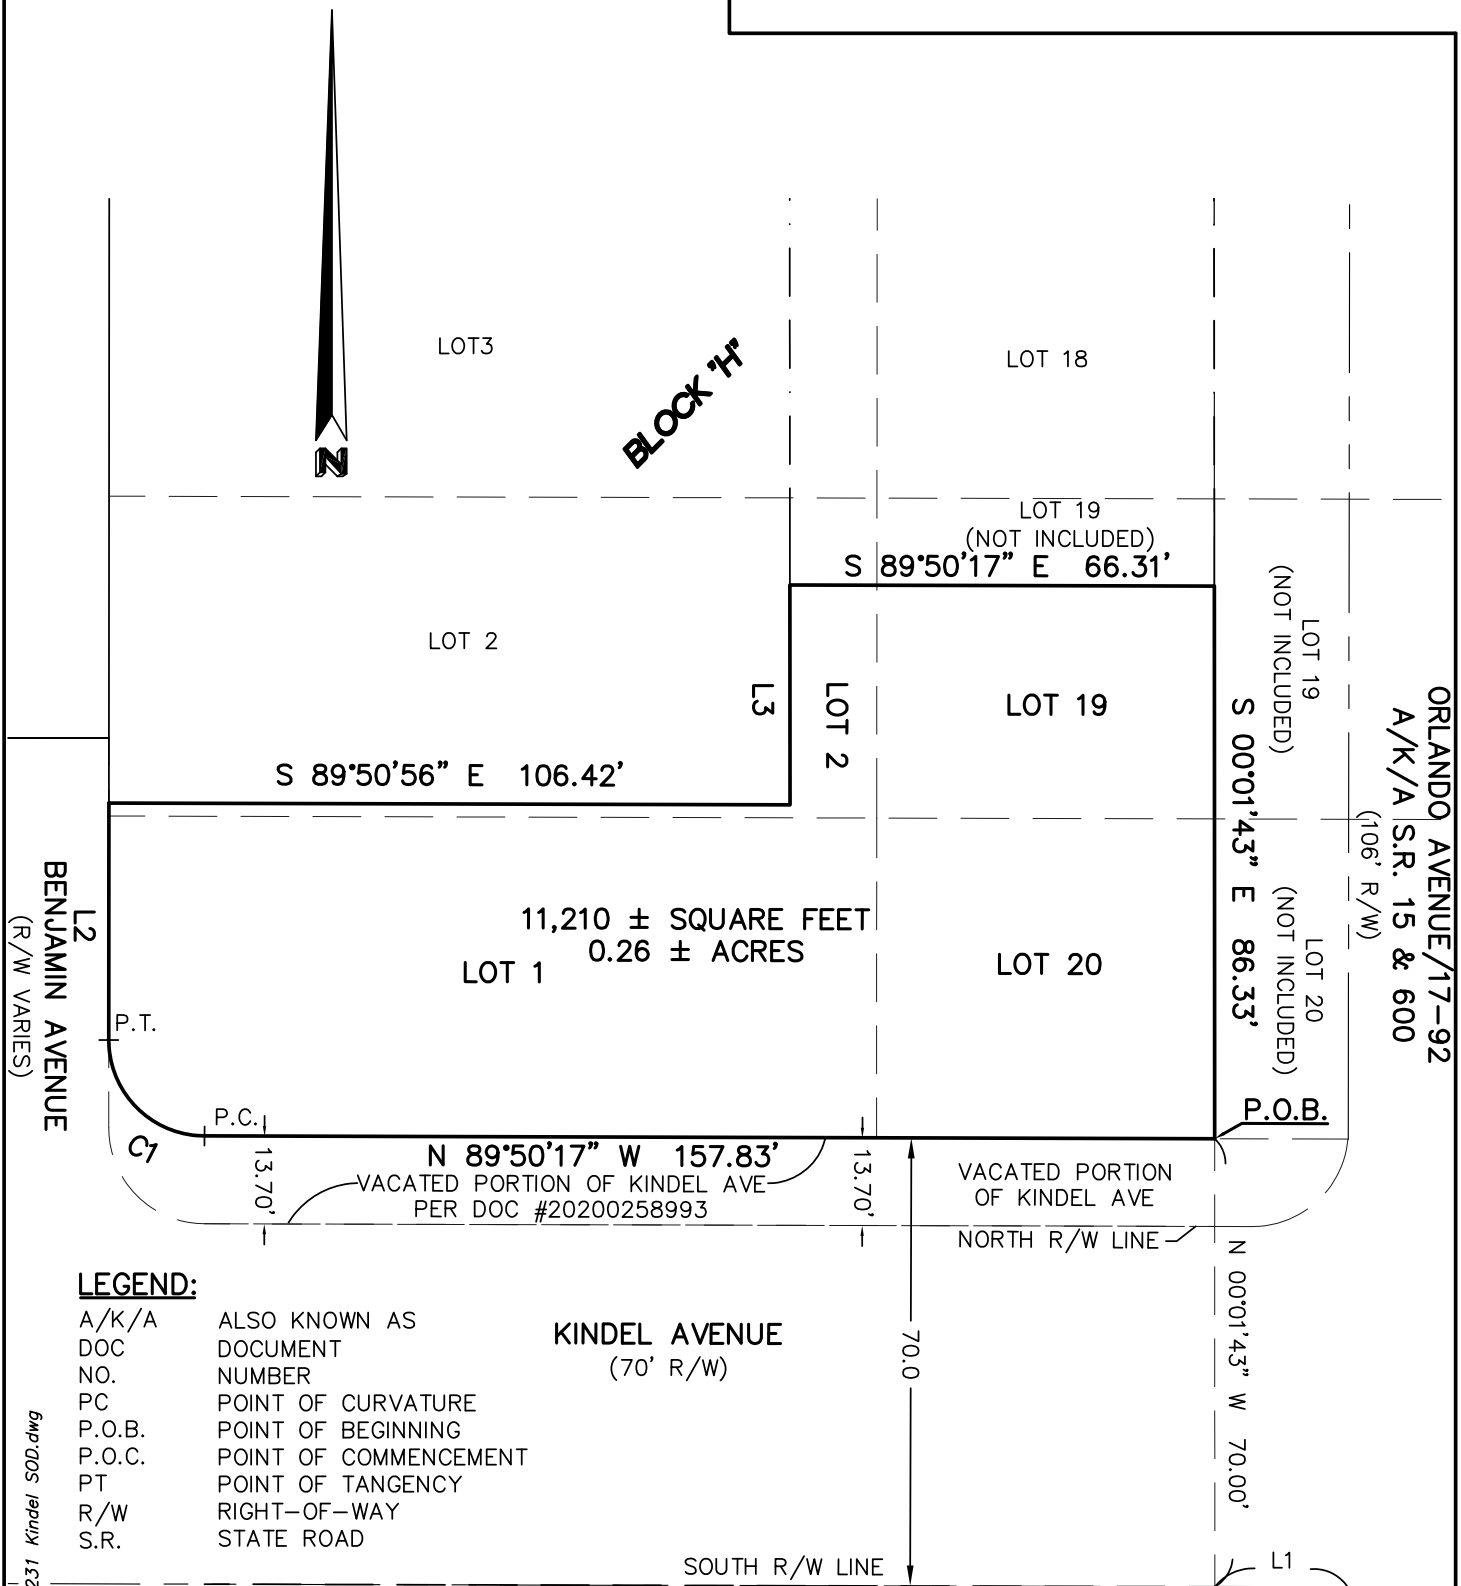 N
LOT3
BLOCK "H"
LOT 18
LOT 19
(NOT INCLUDED)
S 89°50'17" E 66.31'
LOT 2
L3
LOT 2
LOT 19
LOT 19
(NOT INCLUDED)
S 00°01'43" E 86.33'
ORLANDO AVENUE/17-92
A/K/A S.R. 15 & 600
(106' R/W)
S 89°50'56" E 106.42'
L2
BENJAMIN AVENUE
(R/W VARIES)
11,210 ± SQUARE FEET
0.26 ± ACRES
LOT 1
LOT 20
LOT 20
(NOT INCLUDED)
P.T.
P.C.
C1
P.O.B.
N 89°50'17" W 157.83'
13.70'
13.70'
VACATED PORTION OF KINDEL AVE
PER DOC #20200258993
VACATED PORTION
OF KINDEL AVE
NORTH R/W LINE
N 00°01'43" W 70.00'
LEGEND:
A/K/A ALSO KNOWN AS
DOC DOCUMENT
NO. NUMBER
PC POINT OF CURVATURE
P.O.B. POINT OF BEGINNING
P.O.C. POINT OF COMMENCEMENT
PT POINT OF TANGENCY
R/W RIGHT-OF-WAY
S.R. STATE ROAD
KINDEL AVENUE
(70' R/W)
70.0
SOUTH R/W LINE
L1
231 Kindel SOD.dwg